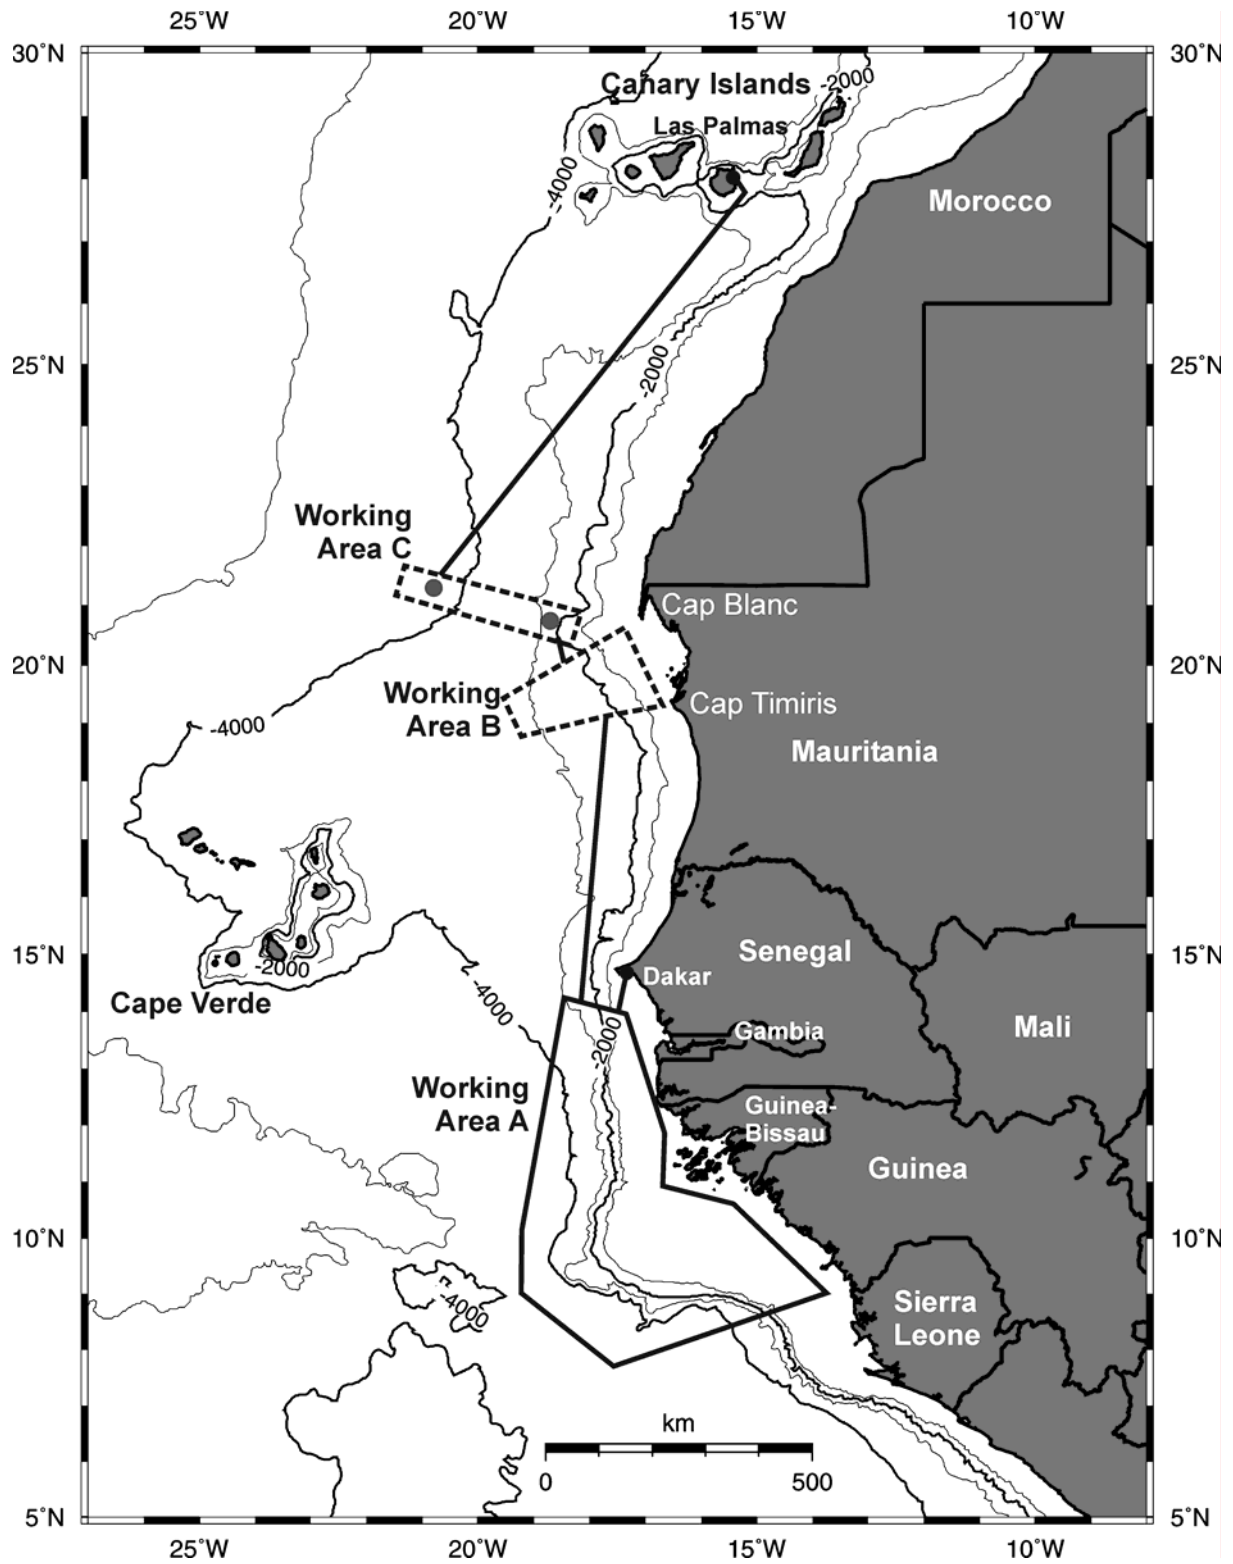 25˚W 20˚W 15˚W 10˚W
30˚N 30˚N
Canary Islands
-2000
Las Palmas
-4000
Morocco
25˚N 25˚N
-2000
Working
Area C
Cap Blanc
20˚N 20˚N
Working
Area B
Cap Timiris
-4000
Mauritania
15˚N 15˚N
Senegal
-2000
Dakar
Cape Verde
-4000
Mali
Gambia
-2000
Working
Area A
Guinea-
Bissau
Guinea
10˚N 10˚N
-4000
Sierra
Leone
km
0 500
5˚N 5˚N
25˚W 20˚W 15˚W 10˚W